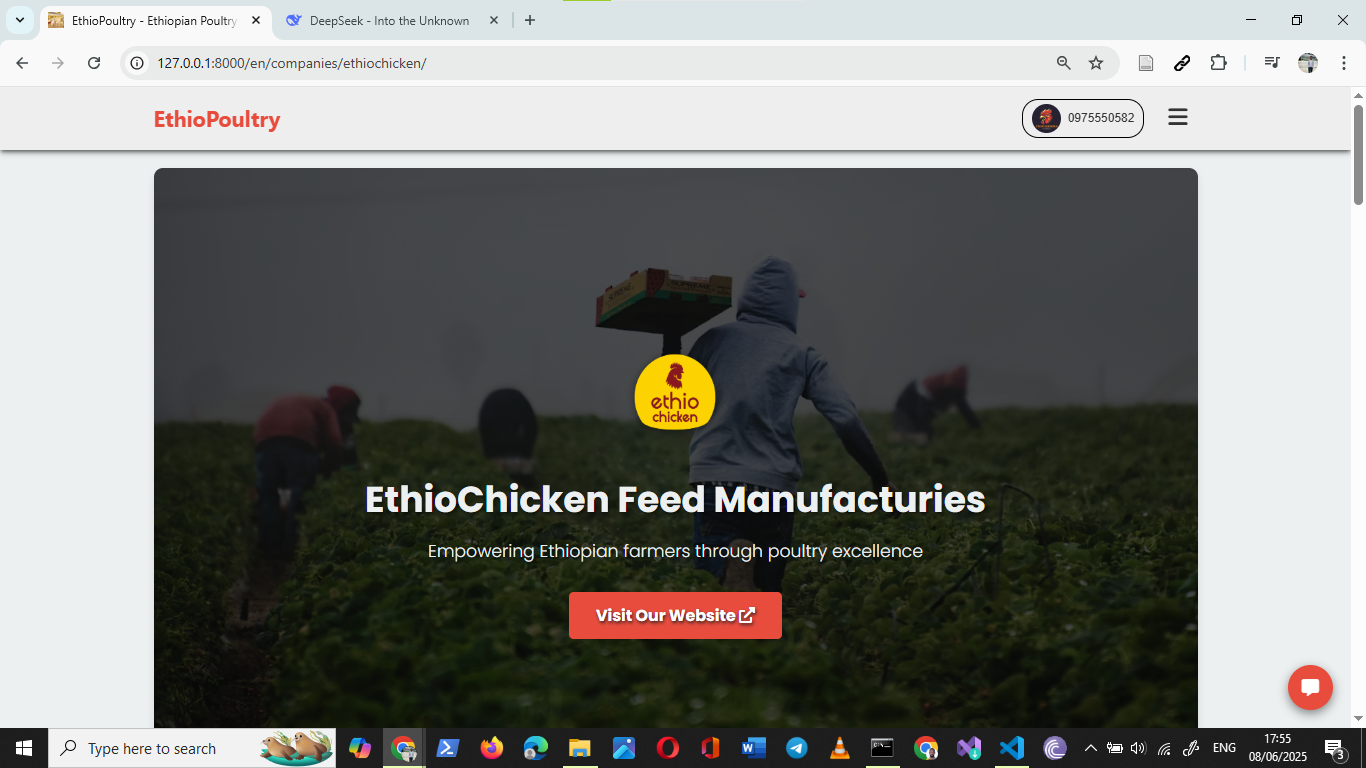 EthioPoultry - Ethiopian Poultry
DeepSeek - Into the Unknown
127.0.0.1:8000/en/companies/ethiochicken/
EthioPoultry
0975550582
SUPREME
SUPREME
ethio
chicken
EthioChicken Feed Manufacturies
Empowering Ethiopian farmers through poultry excellence
Visit Our Website
Type here to search
ENG
17:55
08/06/2025
3